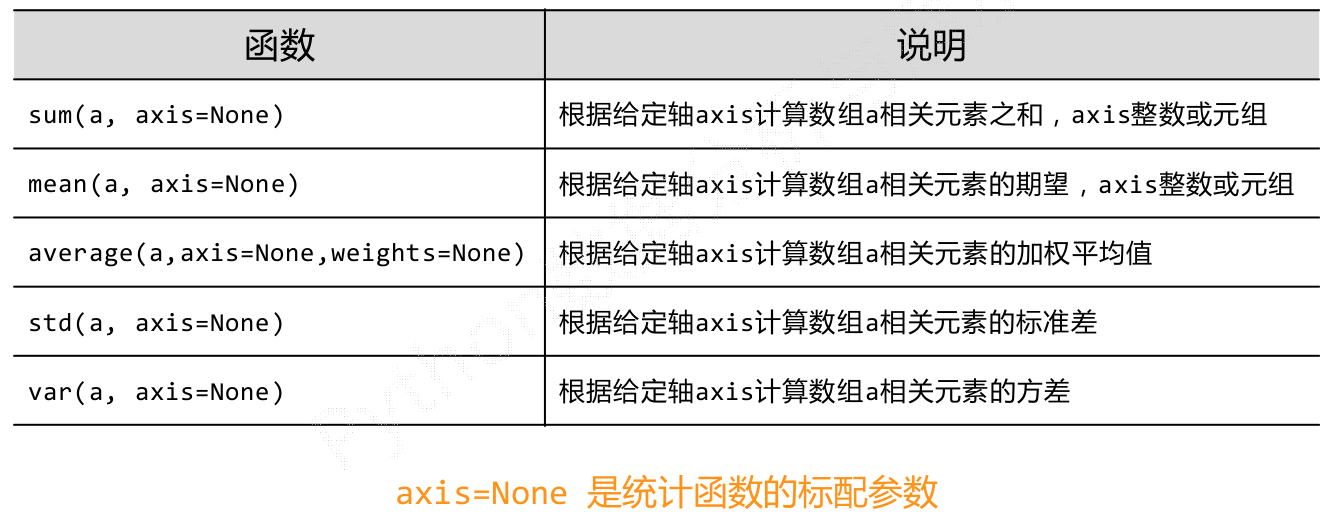 函数 说明
sum(a, axis=None) 根据给定轴axis计算数组a相关元素之和，axis整数或元组
mean(a, axis=None) 根据给定轴axis计算数组a相关元素的期望，axis整数或元组
average(a,axis=None,weights=None) 根据给定轴axis计算数组a相关元素的加权平均值
std(a, axis=None) 根据给定轴axis计算数组a相关元素的标准差
var(a, axis=None) 根据给定轴axis计算数组a相关元素的方差
axis=None 是统计函数的标配参数